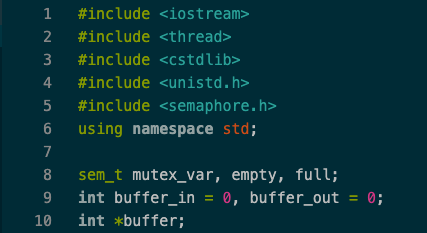 1 #include <iostream>
2 #include <thread>
3 #include <cstdlib>
4 #include <unistd.h>
5 #include <semaphore.h>
6 using namespace std;
7
8 sem_t mutex_var, empty, full;
9 int buffer_in = 0, buffer_out = 0;
10 int *buffer;